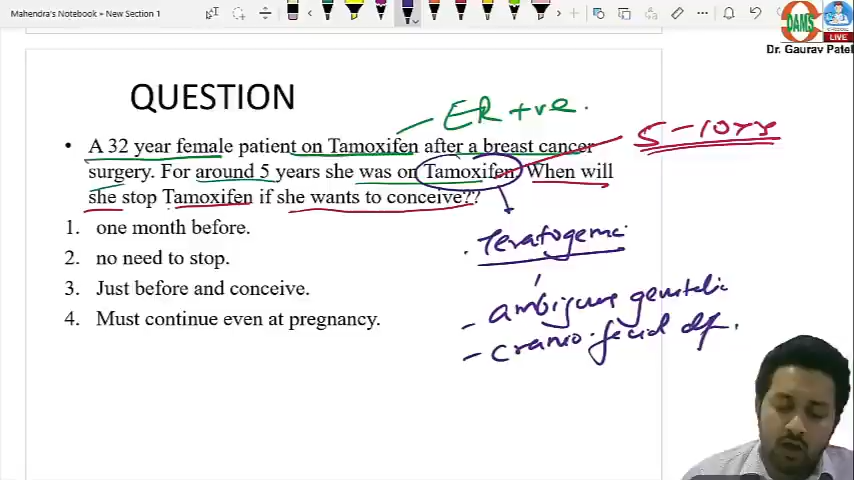 Mahendra's Notebook > New Section 1
DAMS
LIVE
Dr. Gaurav Patel
QUESTION
ER +ve.
5-10yrs
• A 32 year female patient on Tamoxifen after a breast cancer
surgery. For around 5 years she was on Tamoxifen. When will
she stop Tamoxifen if she wants to conceive??
1. one month before.
2. no need to stop.
3. Just before and conceive.
4. Must continue even at pregnancy.
Teratogenic
- ambiguous genitalia
- cranio-facial df.